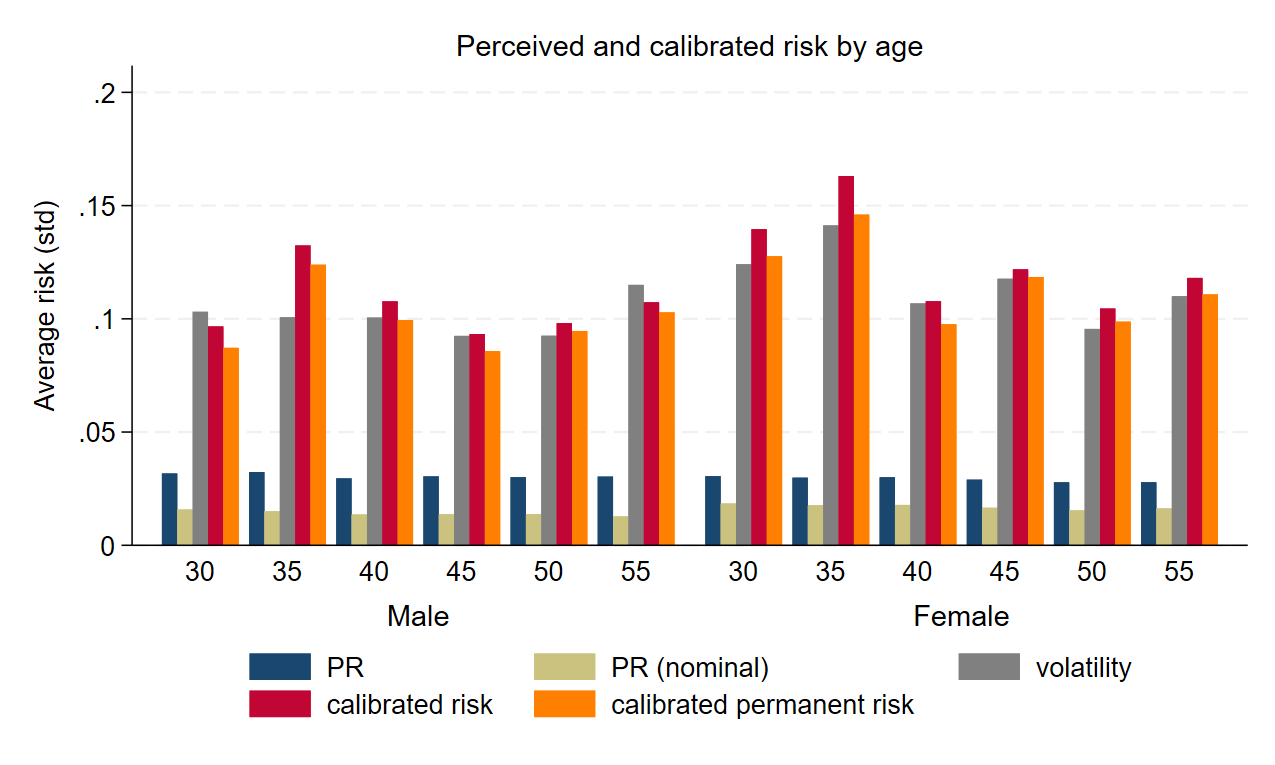 Perceived and calibrated risk by age
Average risk (std)
.2
.15
.1
.05
0
30 35 40 45 50 55 30 35 40 45 50 55
Male Female
PR PR (nominal) volatility
calibrated risk calibrated permanent risk